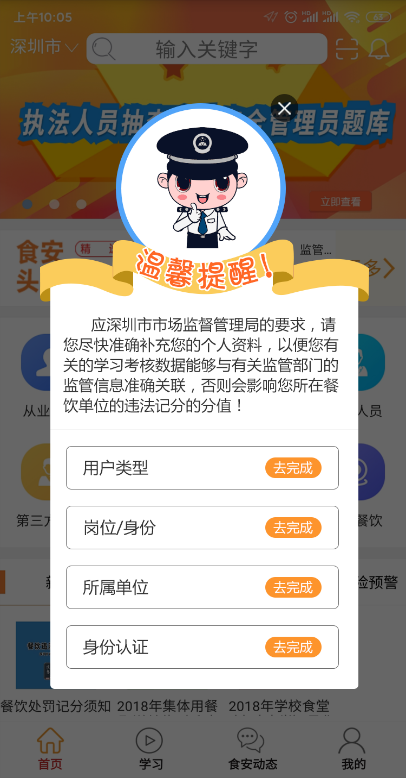 上午10:05
深圳市
输入关键字
执法人员抽
管理员题库
立即查看
食安
精
监管...
头
多
温馨提醒！
应深圳市市场监督管理局的要求，请
您尽快准确补充您的个人资料，以便您有
关的学习考核数据能够与有关监管部门的
监管信息准确关联，否则会影响您所在餐
饮单位的违法记分的分值！
从业
人员
用户类型
去完成
第三
餐饮
岗位/身份
去完成
所属单位
去完成
险预警
身份认证
去完成
餐饮处罚记分须知
2018年集体用餐
2018年学校食堂
首页
学习
食安动态
我的